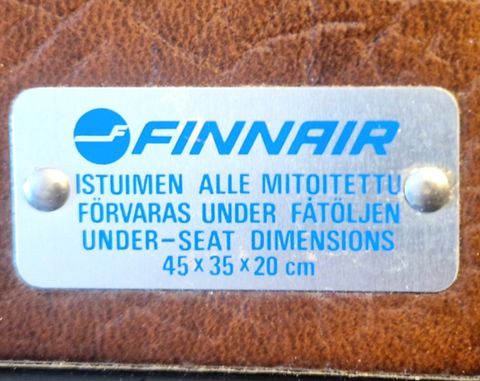 FINNAIR
ISTUIMEN ALLE MITOITETTU
FÖRVARAS UNDER FÅTÖLJEN
UNDER-SEAT DIMENSIONS
45 x 35 x 20 cm